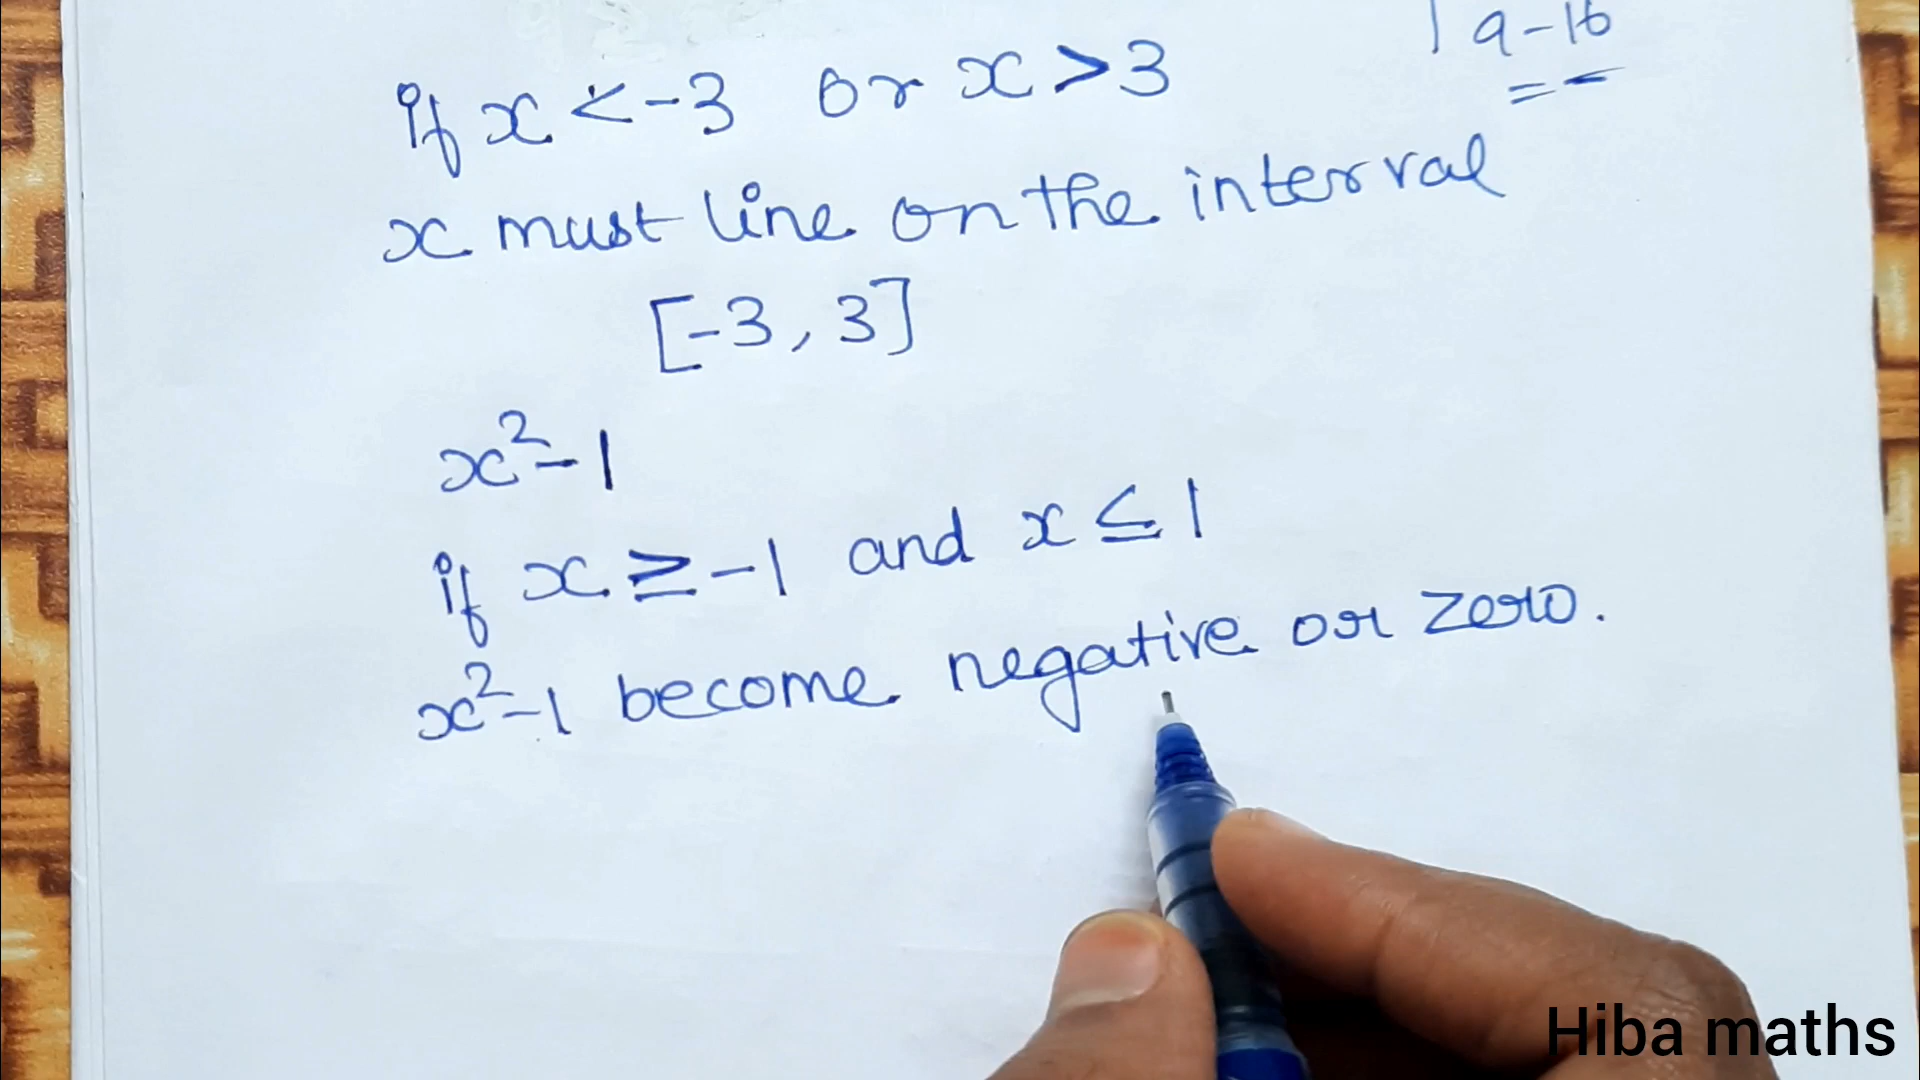 9-16
if x < -3 or x > 3
x must line on the interval
[-3, 3]
x²-1
if x ≥ -1 and x ≤ 1
x²-1 become negative or zero.
Hiba maths